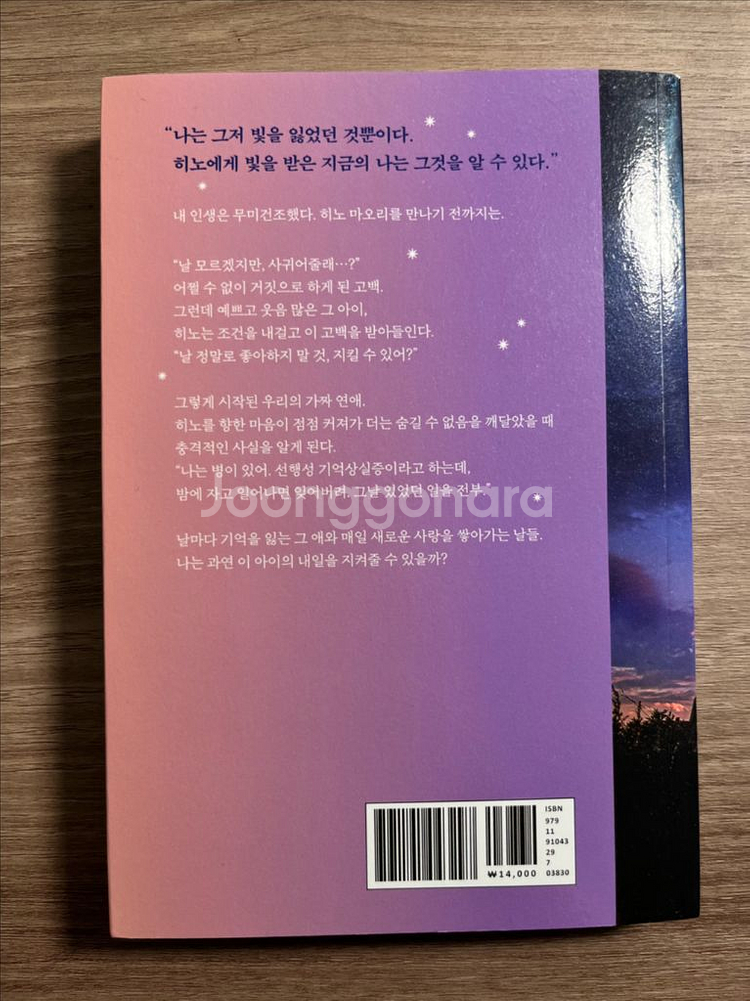 “나는 그저 빛을 잃었던 것뿐이다.
히노에게 빛을 받은 지금의 나는 그것을 알 수 있다.”
내 인생은 무미건조했다. 히노 마오리를 만나기 전까지는.
“날 모르겠지만, 사귀어줄래…?”
어쩔 수 없이 거짓으로 하게 된 고백.
그런데 예쁘고 웃음 많은 그 아이,
히노는 조건을 내걸고 이 고백을 받아들인다.
“날 정말로 좋아하지 말 것, 지킬 수 있어?”
그렇게 시작된 우리의 가짜 연애.
히노를 향한 마음이 점점 커져가 더는 숨길 수 없음을 깨달았을 때
충격적인 사실을 알게 된다.
“나는 병이 있어. 선행성 기억상실증이라고 하는데,
밤에 자고 일어나면 잊어버려. 그날 있었던 일을 전부.”
Joonggonara
날마다 기억을 잃는 그 애와 매일 새로운 사랑을 쌓아가는 날들.
나는 과연 이 아이의 내일을 지켜줄 수 있을까?
ISBN
979
11
91043
29
7
03830
₩14,000